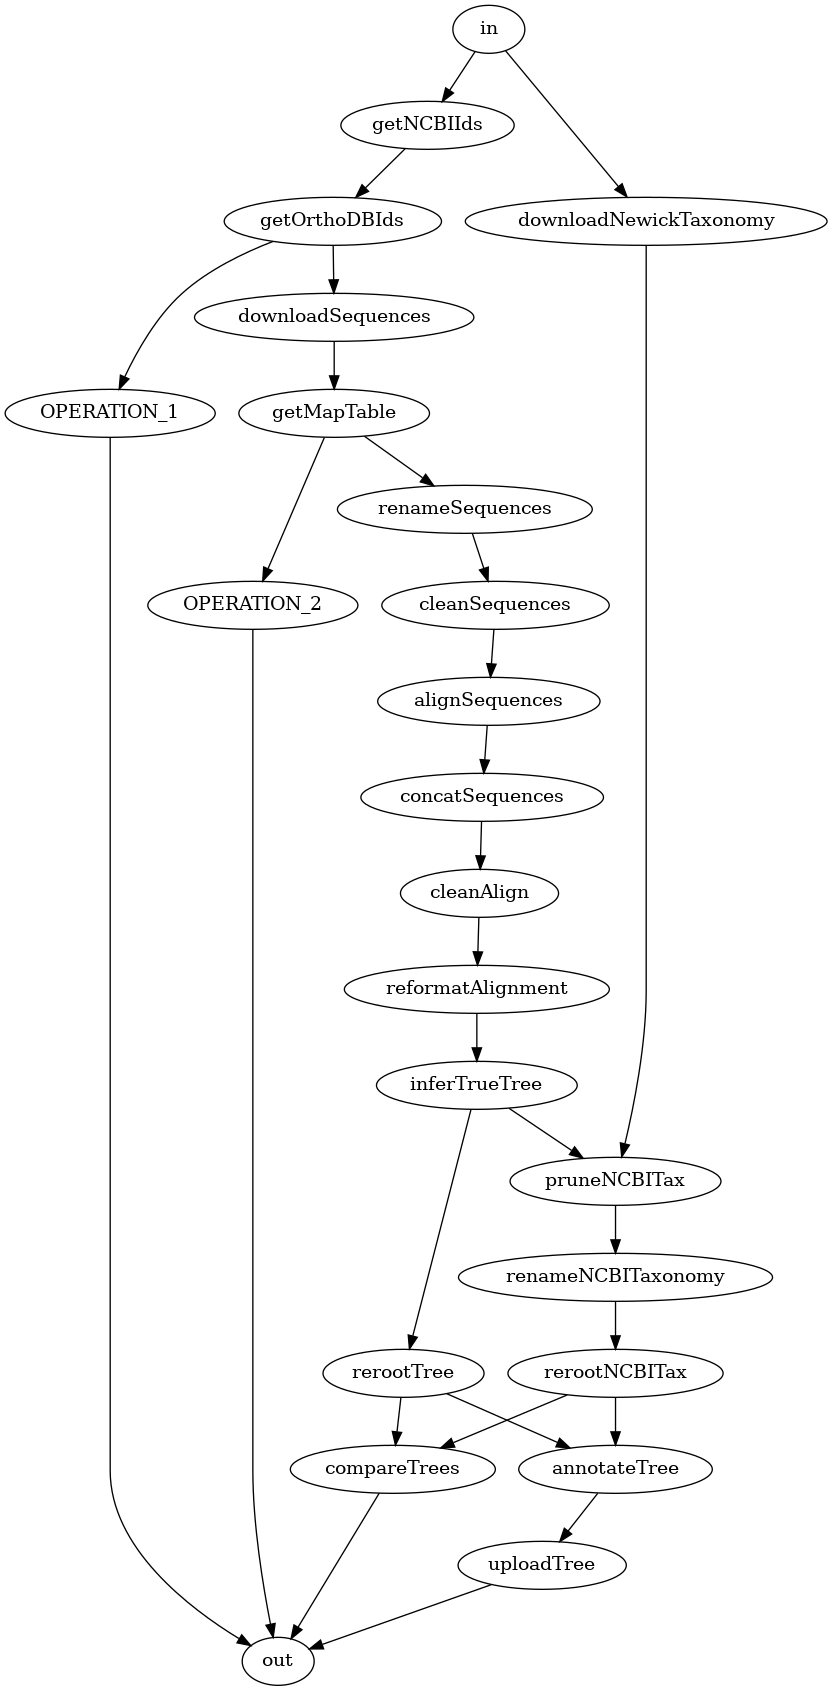 in
getNCBIIds
getOrthoDBIds
downloadNewickTaxonomy
downloadSequences
OPERATION_1
getMapTable
renameSequences
OPERATION_2
cleanSequences
alignSequences
concatSequences
cleanAlign
reformatAlignment
inferTrueTree
pruneNCBITax
renameNCBITaxonomy
rerootTree
rerootNCBITax
compareTrees
annotateTree
uploadTree
out